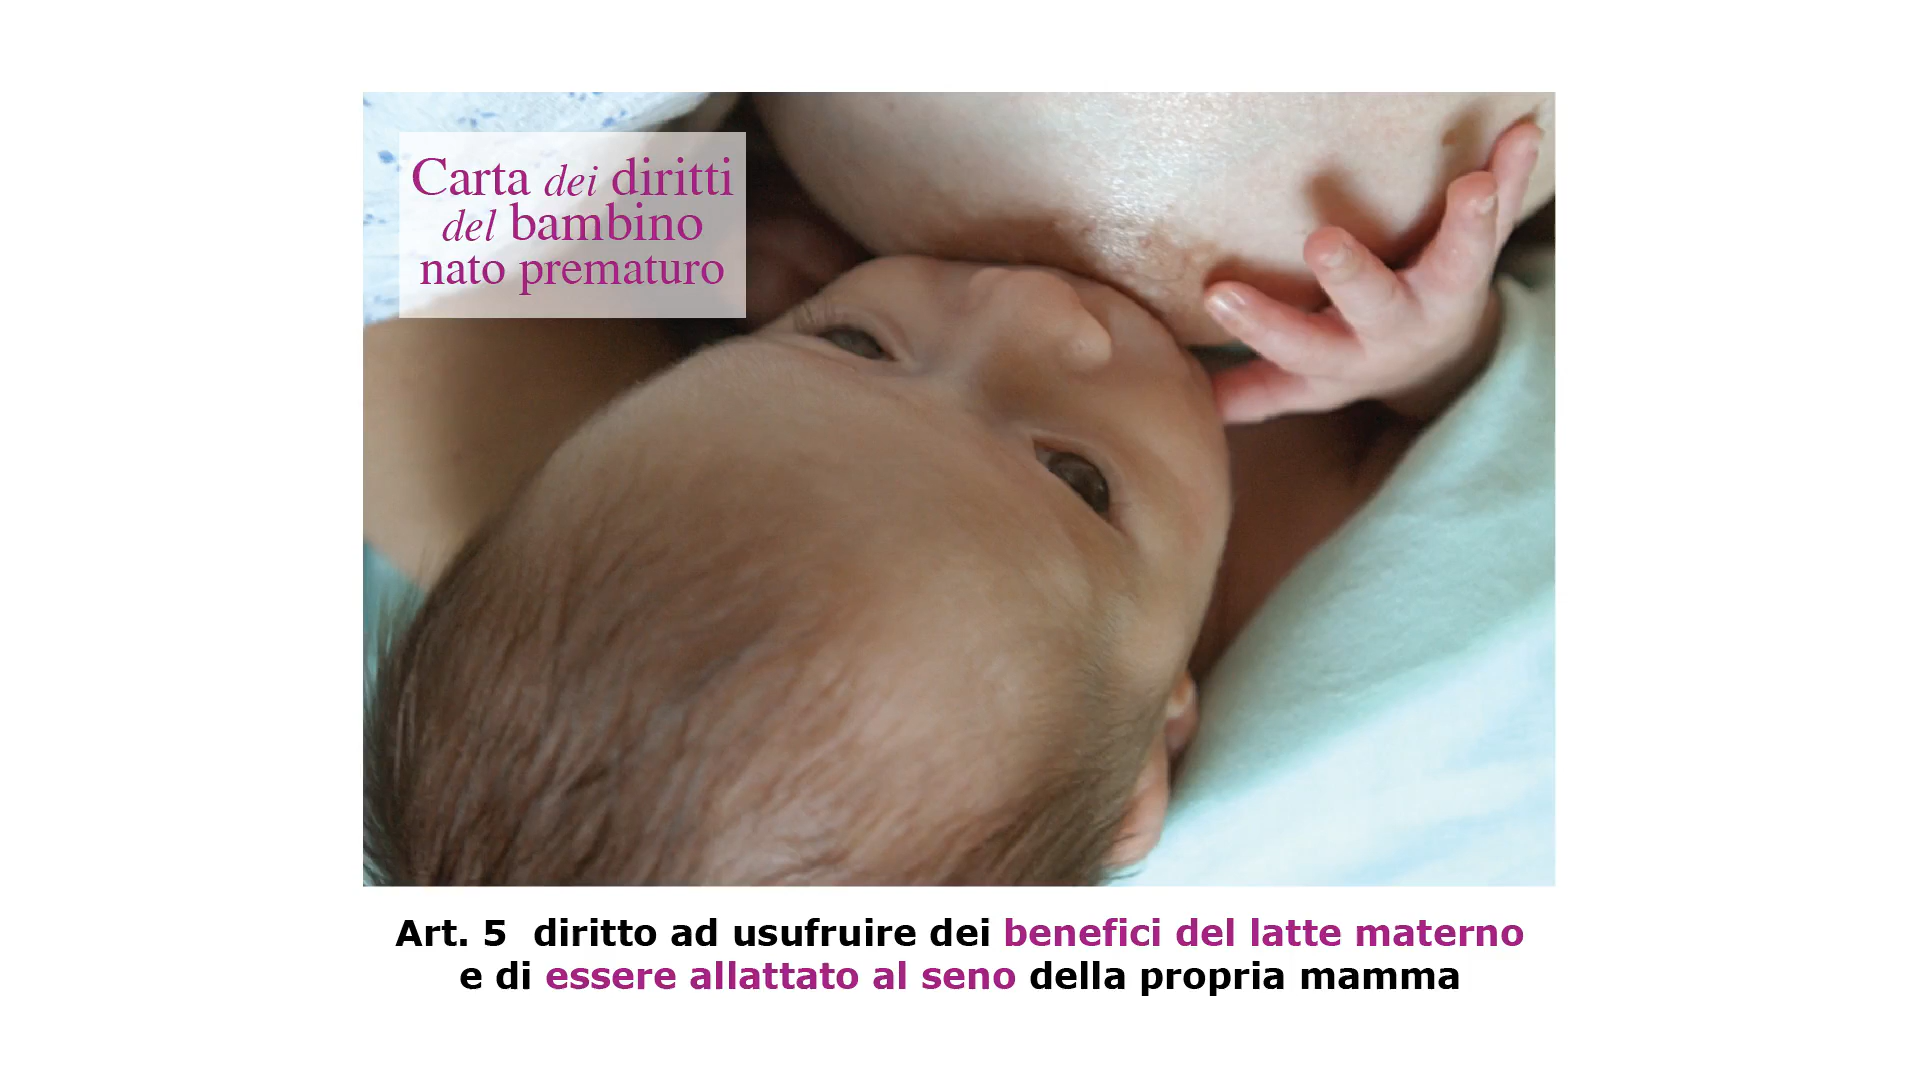 Carta dei diritti
del bambino
nato prematuro
Art. 5 diritto ad usufruire dei benefici del latte materno
e di essere allattato al seno della propria mamma